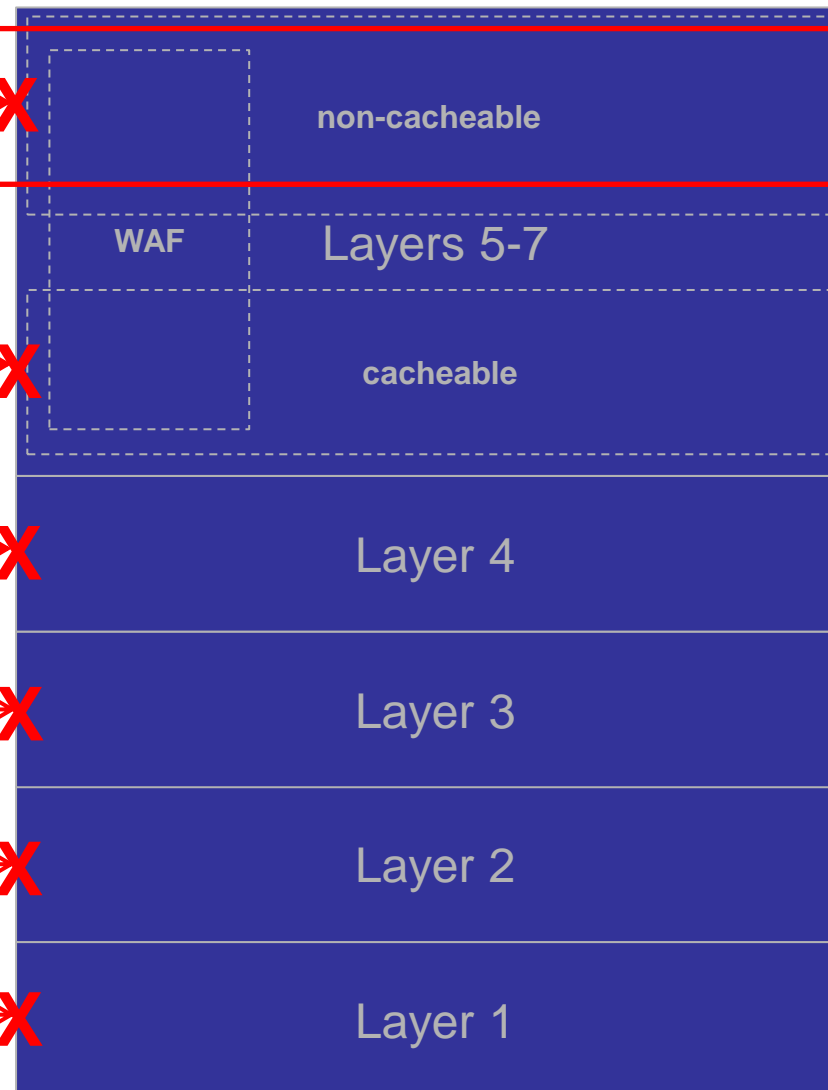 X
non-cacheable
WAF
Layers 5-7
X
cacheable
X
Layer 4
X
Layer 3
X
Layer 2
X
Layer 1